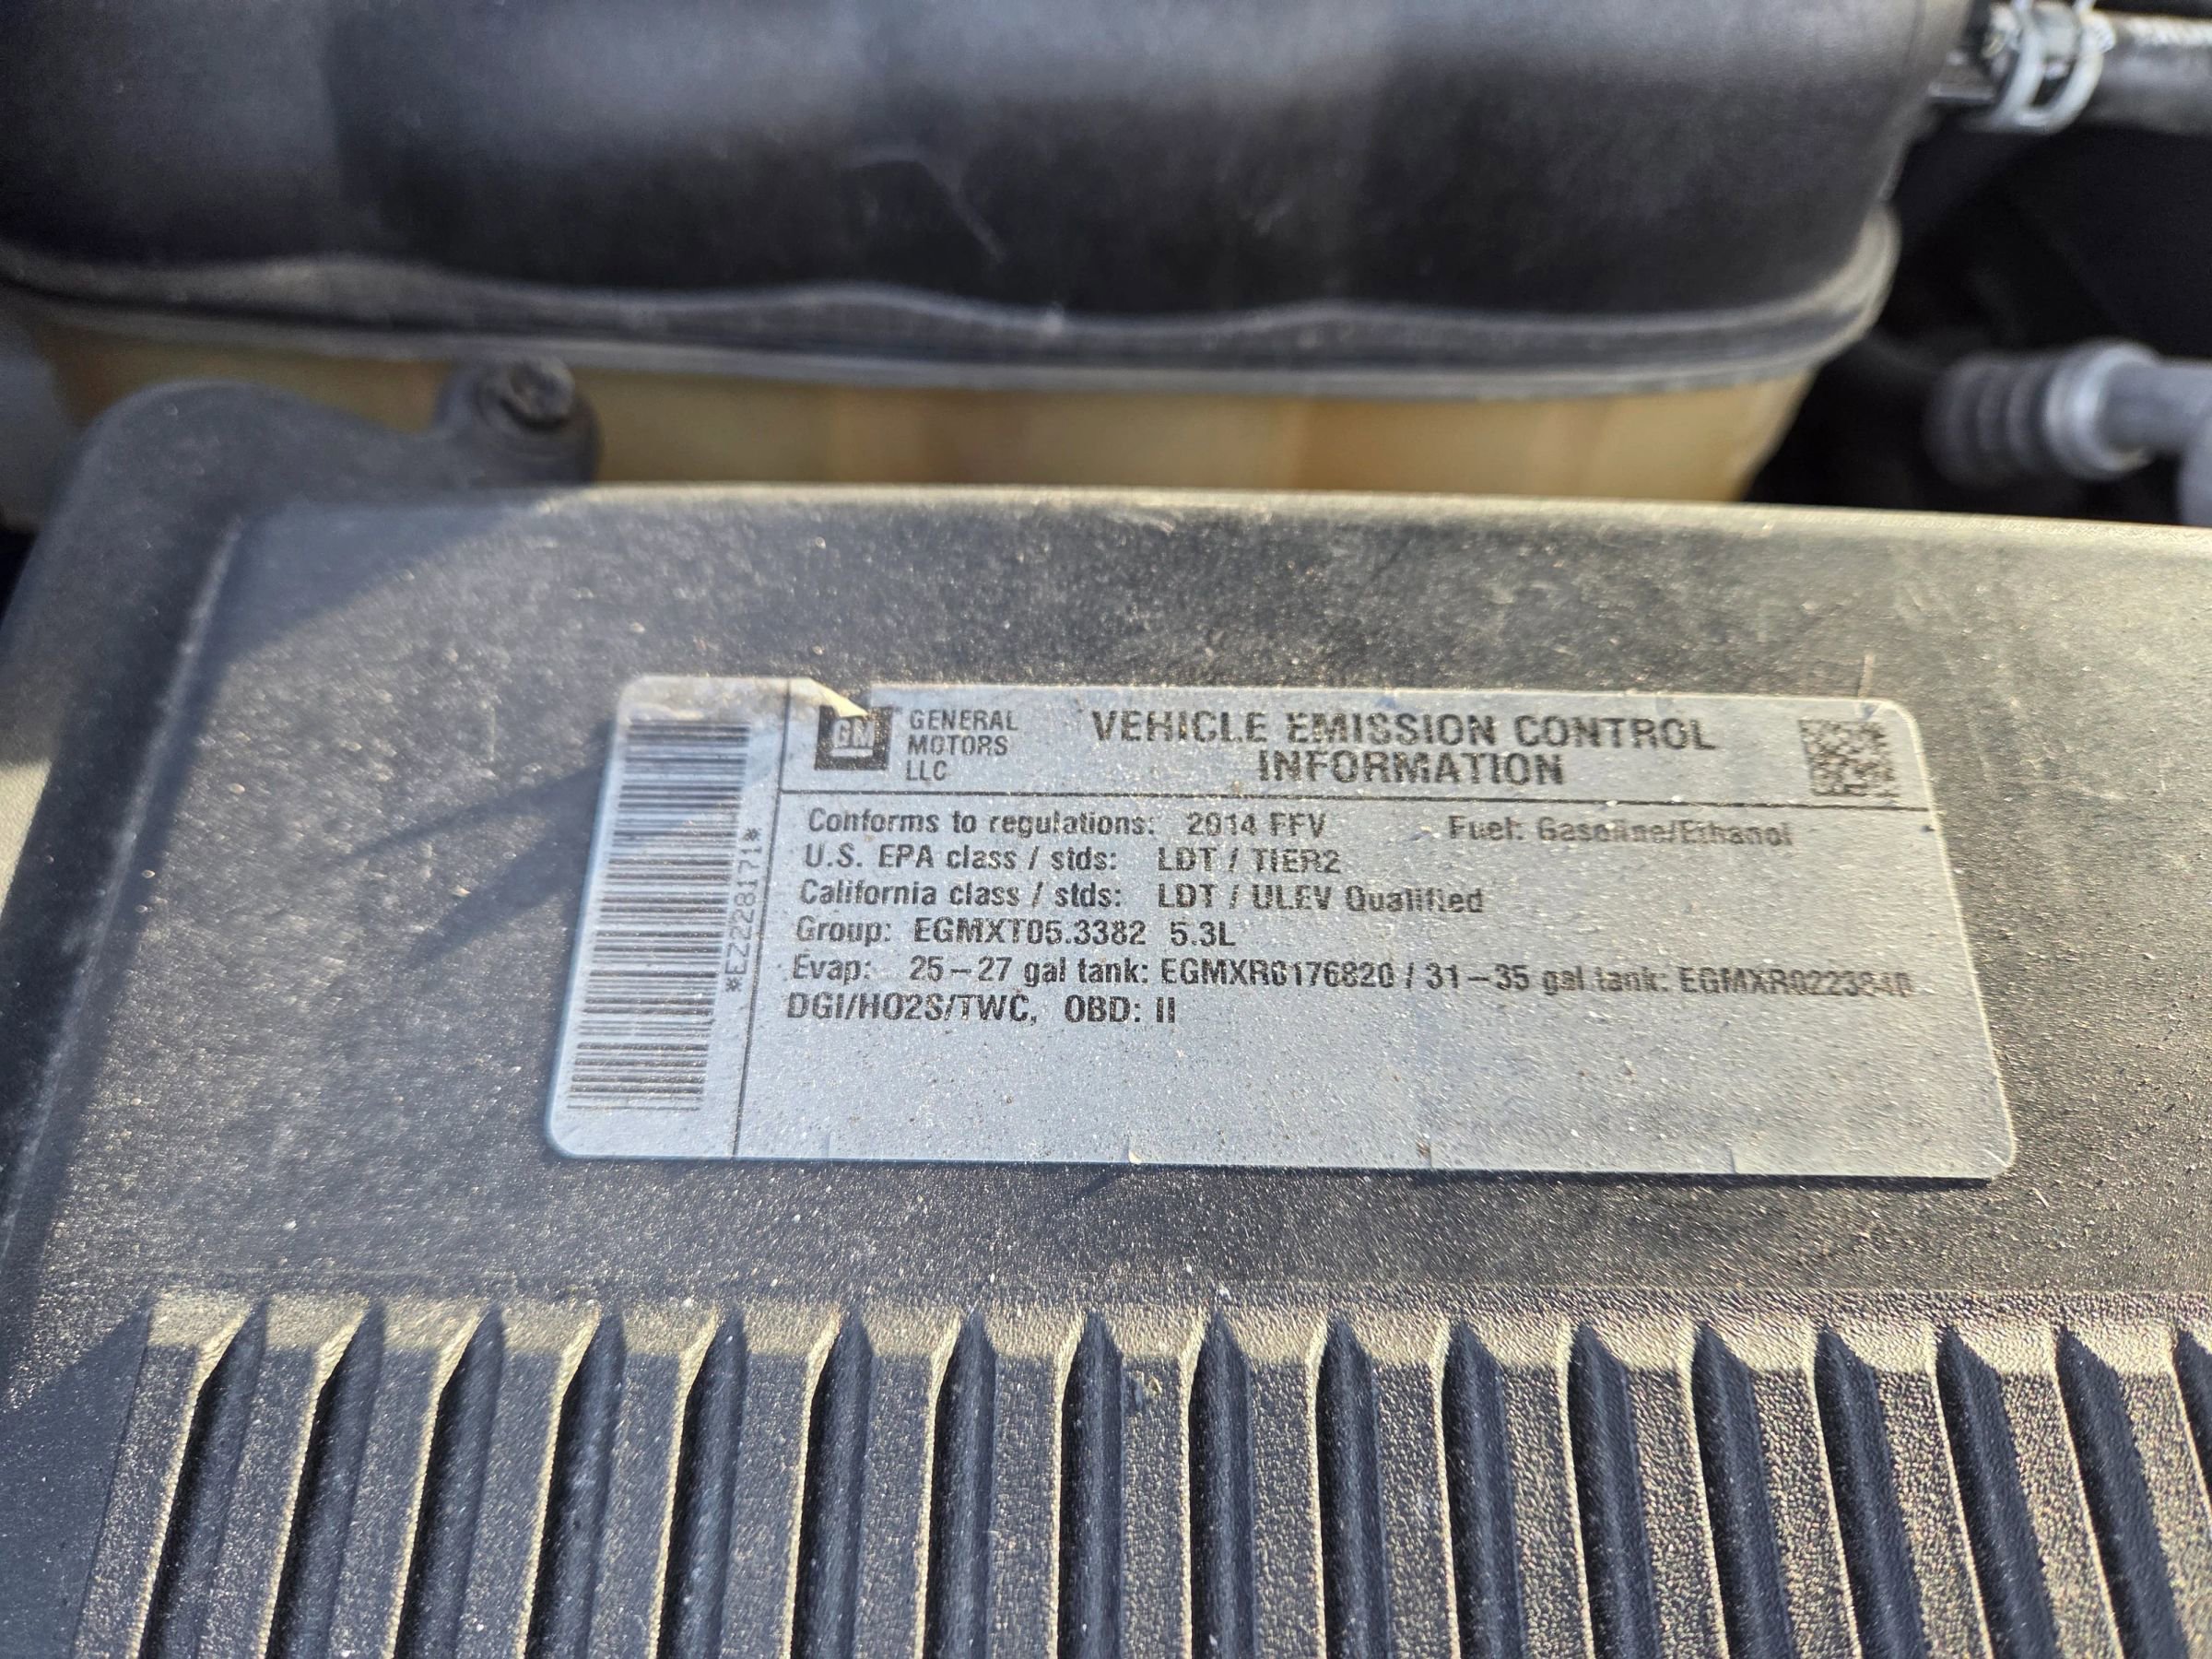 *EZ228171*
GM GENERAL MOTORS LLC
VEHICLE EMISSION CONTROL
INFORMATION
Conforms to regulations: 2014 FFV Fuel: Gasoline/Ethanol
U.S. EPA class / stds: LDT / TIER2
California class / stds: LDT / ULEV Qualified
Group: EGMXT05.3382 5.3L
Evap: 25-27 gal tank: EGMXR0176820 / 31-35 gal tank:
DGI/HO2S/TWC, OBD: II